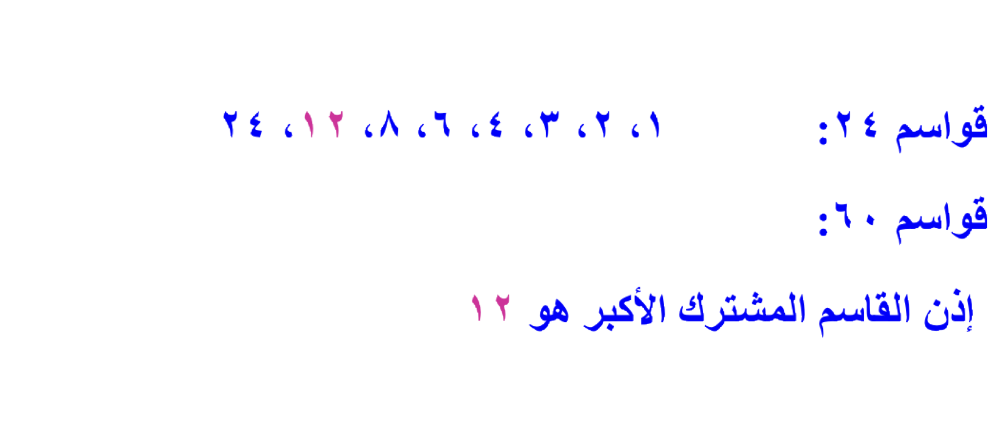 قواسم ٢٤: ١، ٢، ٣، ٤، ٦، ٨، ١٢، ٢٤
قواسم ٦٠:
إذن القاسم المشترك الأكبر هو ١٢